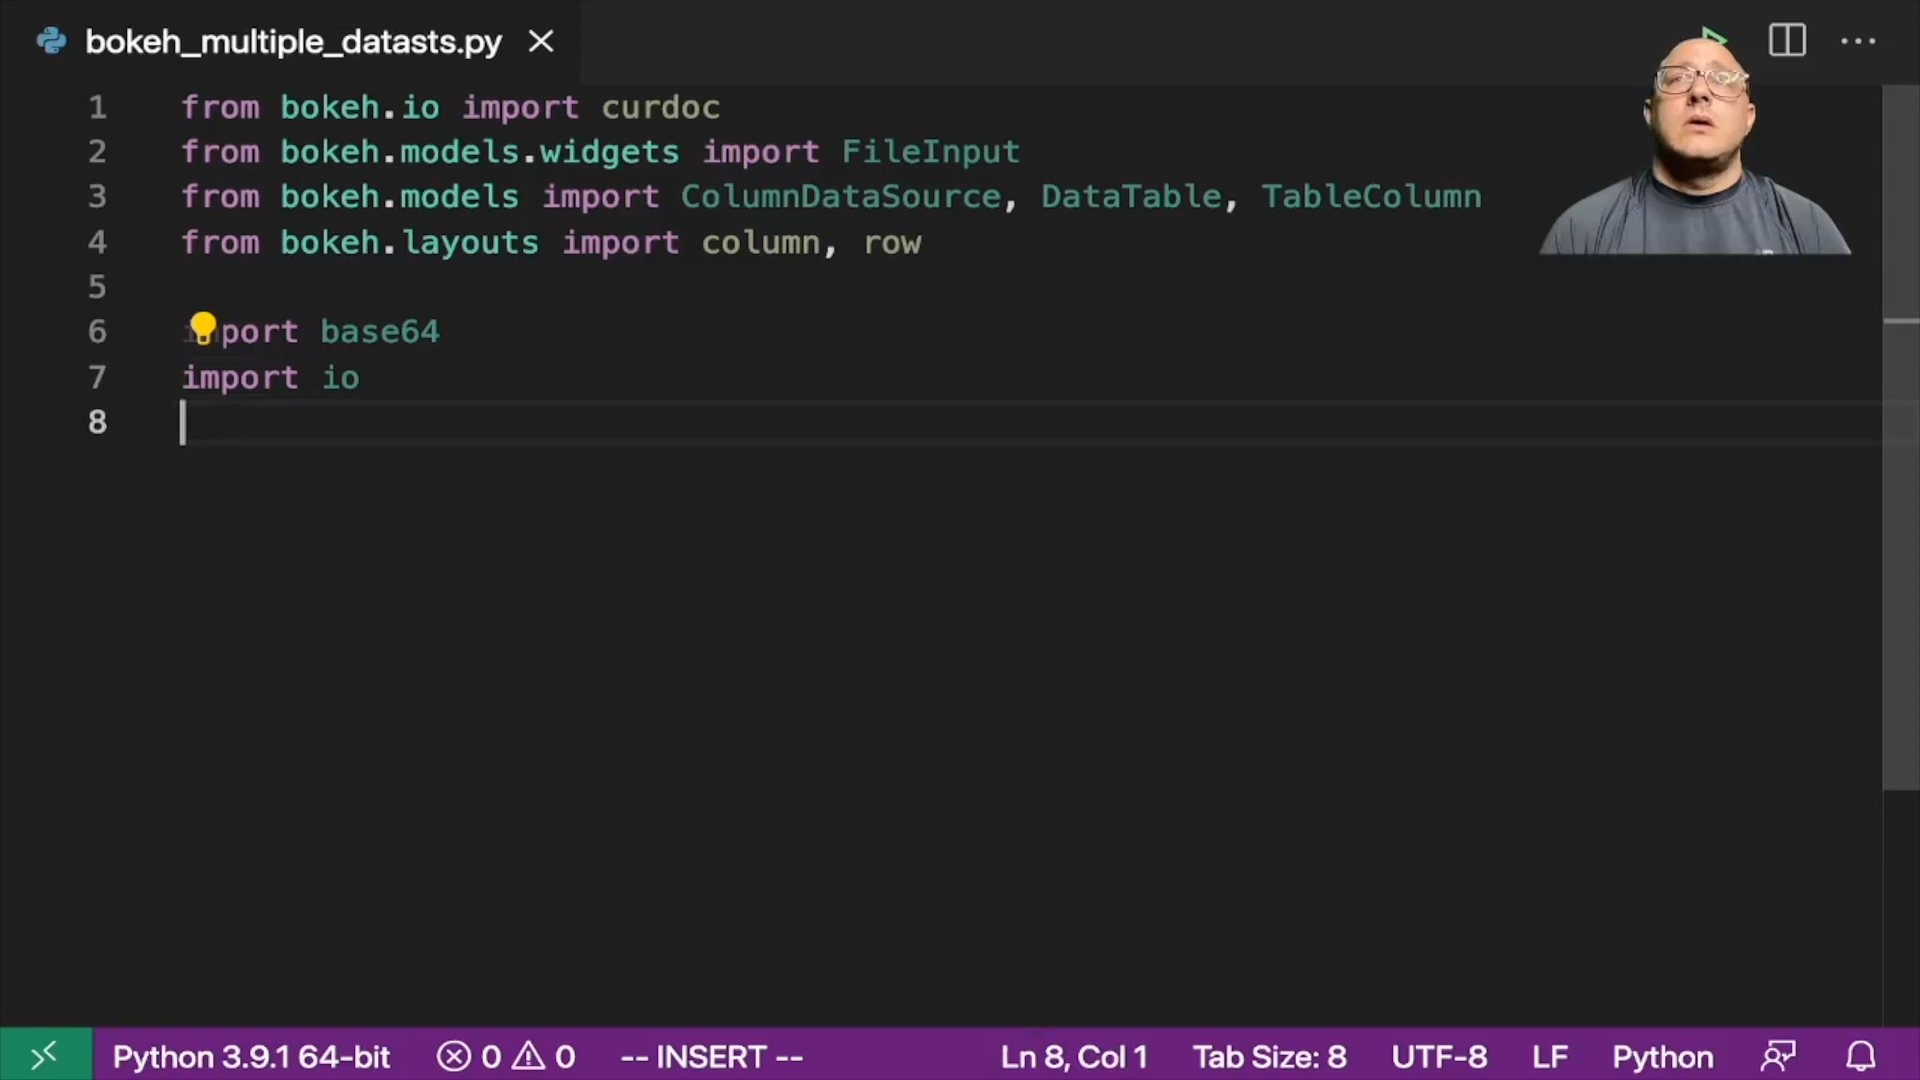 bokeh_multiple_datasts.py
1 from bokeh.io import curdoc
2 from bokeh.models.widgets import FileInput
3 from bokeh.models import ColumnDataSource, DataTable, TableColumn
4 from bokeh.layouts import column, row
5
6 import base64
7 import io
8
Python 3.9.1 64-bit 0 0 -- INSERT -- Ln 8, Col 1 Tab Size: 8 UTF-8 LF Python